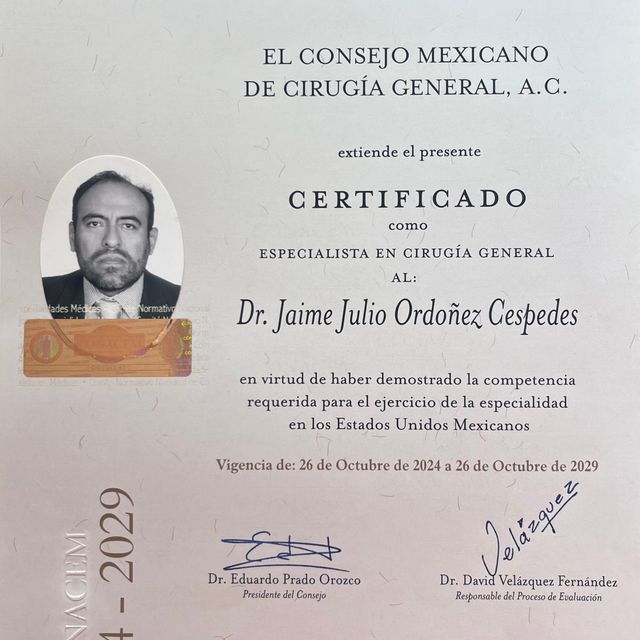 EL CONSEJO MEXICANO
DE CIRUGÍA GENERAL, A.C.
extiende el presente
CERTIFICADO
como
ESPECIALISTA EN CIRUGÍA GENERAL
AL:
Dr. Jaime Julio Ordoñez Cespedes
en virtud de haber demostrado la competencia
requerida para el ejercicio de la especialidad
en los Estados Unidos Mexicanos
Vigencia de: 26 de Octubre de 2024 a 26 de Octubre de 2029
Velázquez
Dr. Eduardo Prado Orozco
Presidente del Consejo
Dr. David Velázquez Fernández
Responsable del Proceso de Evaluación
Normativo
NACEM
4 - 2029